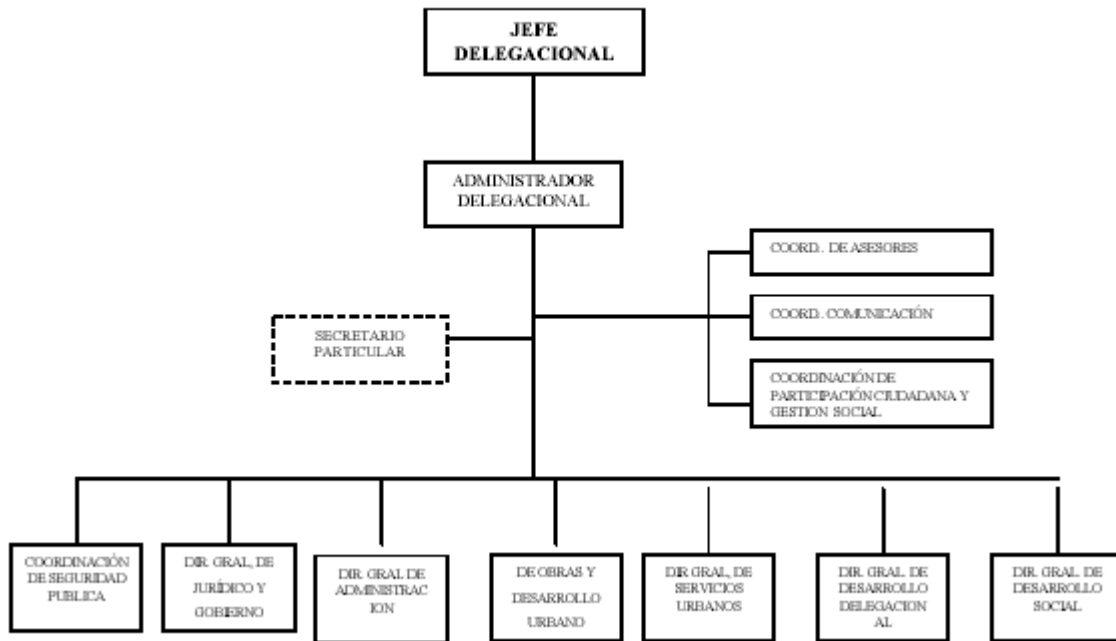 JEFE
DELEGACIONAL
ADMINISTRADOR
DELEGACIONAL
COORD.. DE ASESORES
COORD.. COMUNICACIÓN
SECRETARIO
PARTICULAR
COORDINACIÓN DE
PARTICIPACIÓN CIUDADANA Y
GESTION SOCIAL
COORDINACIÓN
DE SEGURIDAD
PUBLICA
DIR. GRAL, DE
JURÍDICO Y
GOBIERNO
DIR. GRAL DE
ADMINISTRAC
ION
DE OBRAS Y
DESARROLLO
URBANO
DIR GRAL, DE
SERVICIOS
URBANOS
DIR. GRAL. DE
DESARROLLO
DELEGACION
AL
DIR. GRAL. DE
DESARROLLO
SOCIAL